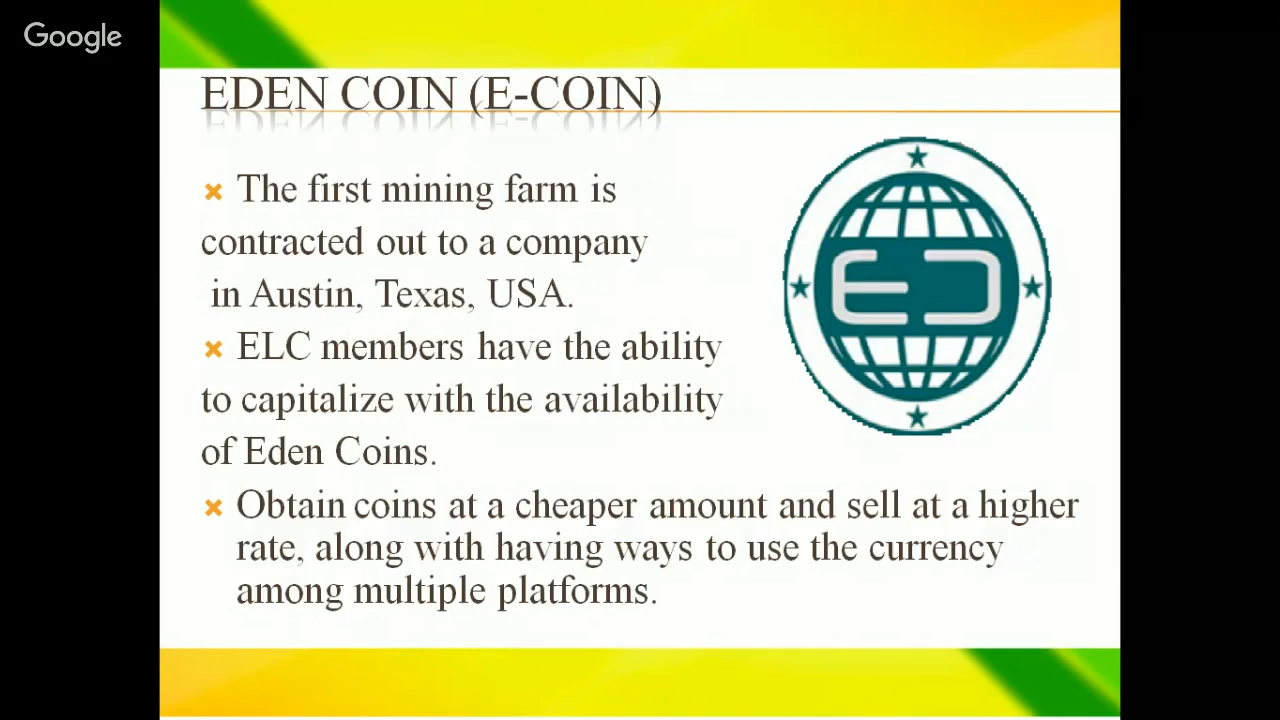 Google
EDEN COIN (E-COIN)
× The first mining farm is
contracted out to a company
in Austin, Texas, USA.
× ELC members have the ability
to capitalize with the availability
of Eden Coins.
× Obtain coins at a cheaper amount and sell at a higher
rate, along with having ways to use the currency
among multiple platforms.
EC